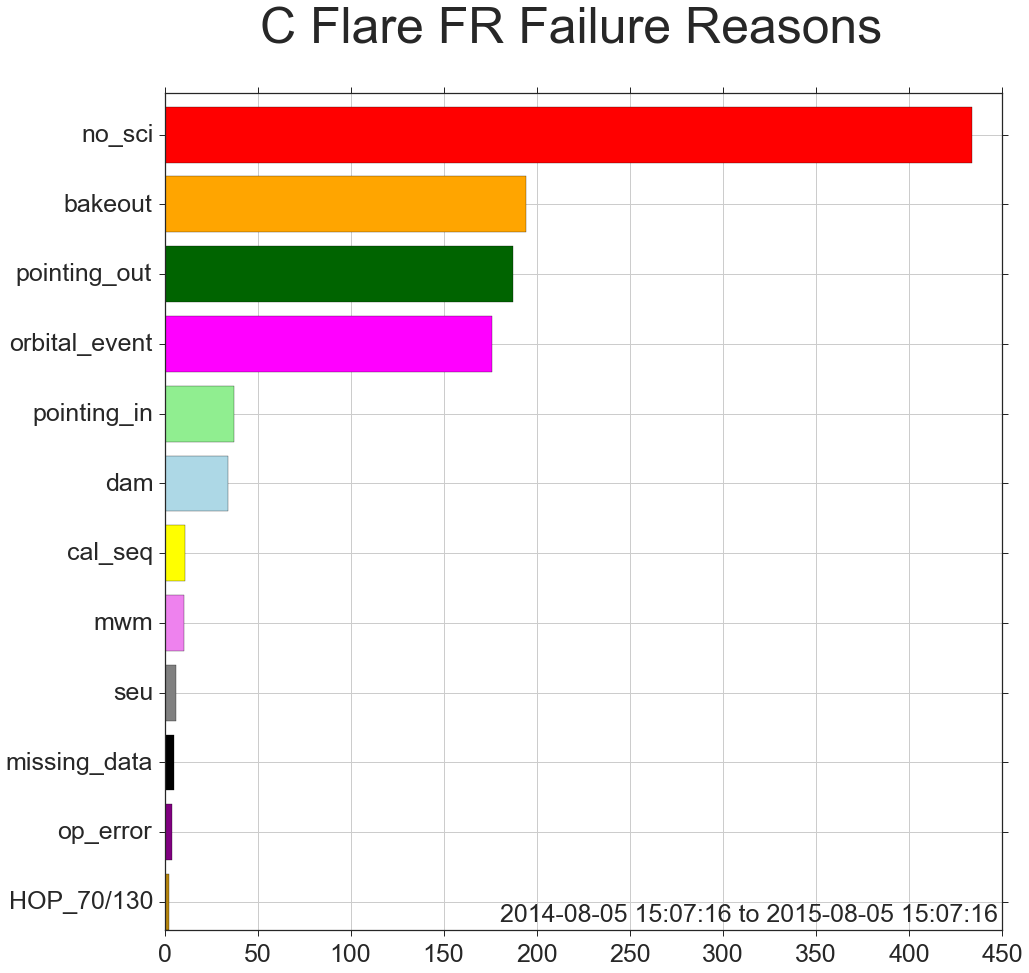 C Flare FR Failure Reasons
no_sci
bakeout
pointing_out
orbital_event
pointing_in
dam
cal_seq
mwm
seu
missing_data
op_error
HOP_70/130
2014-08-05 15:07:16 to 2015-08-05 15:07:16
0 50 100 150 200 250 300 350 400 450